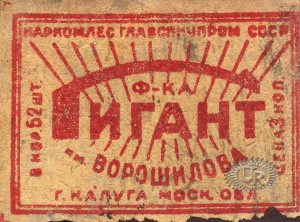 НАРКОМЛЕС ГЛАВСПИЧПРОМ СССР
Ф-КА
ГИГАНТ
ИМ. ВОРОШИЛОВА
Г. КАЛУГА МОСК. ОБЛ.
В КОР. 52 ШТ.
ЦЕНА 3 КОП.